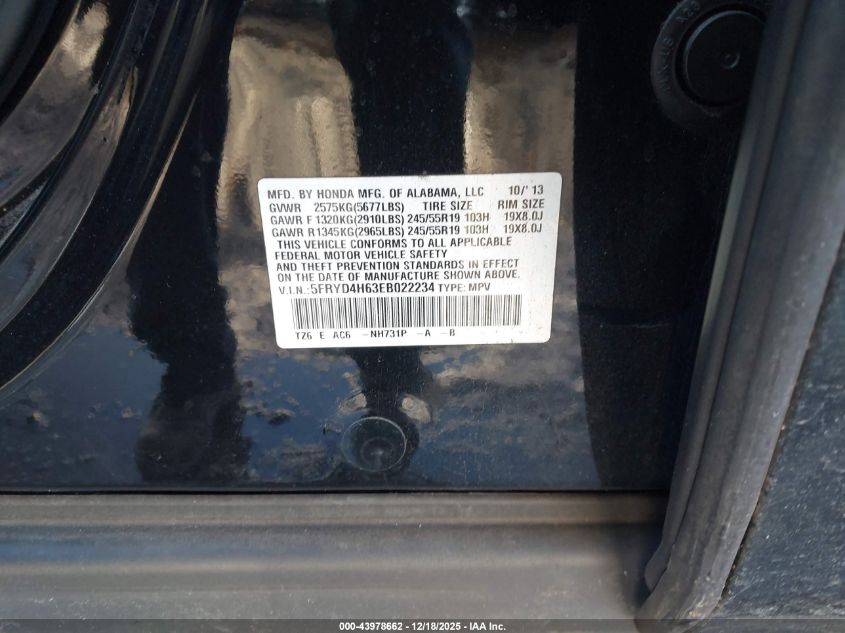 MFD. BY HONDA MFG. OF ALABAMA, LLC 10/'13
GVWR 2575KG(5677LBS) TIRE SIZE RIM SIZE
GAWR F 1320KG(2910LBS) 245/55R19 103H 19X8.0J
GAWR R 1345KG(2965LBS) 245/55R19 103H 19X8.0J
THIS VEHICLE CONFORMS TO ALL APPLICABLE
FEDERAL MOTOR VEHICLE SAFETY
AND THEFT PREVENTION STANDARDS IN EFFECT
ON THE DATE OF MANUFACTURE SHOWN ABOVE.
V.I.N.:5FRYD4H63EB022234 TYPE: MPV
TZ6 E AC6 -NH731P -A -B
000-43978662 - 12/18/2025 - IAA Inc.